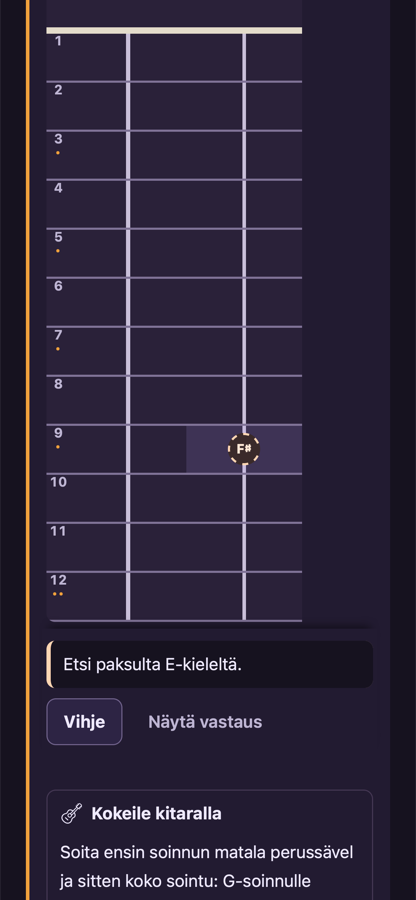 1
2
3
4
5
6
7
8
9
F#
10
11
12
Etsi paksulta E-kieleltä.
Vihje
Näytä vastaus
Kokeile kitaralla
Soita ensin soinnun matala perussävel
ja sitten koko sointu: G-soinnulle